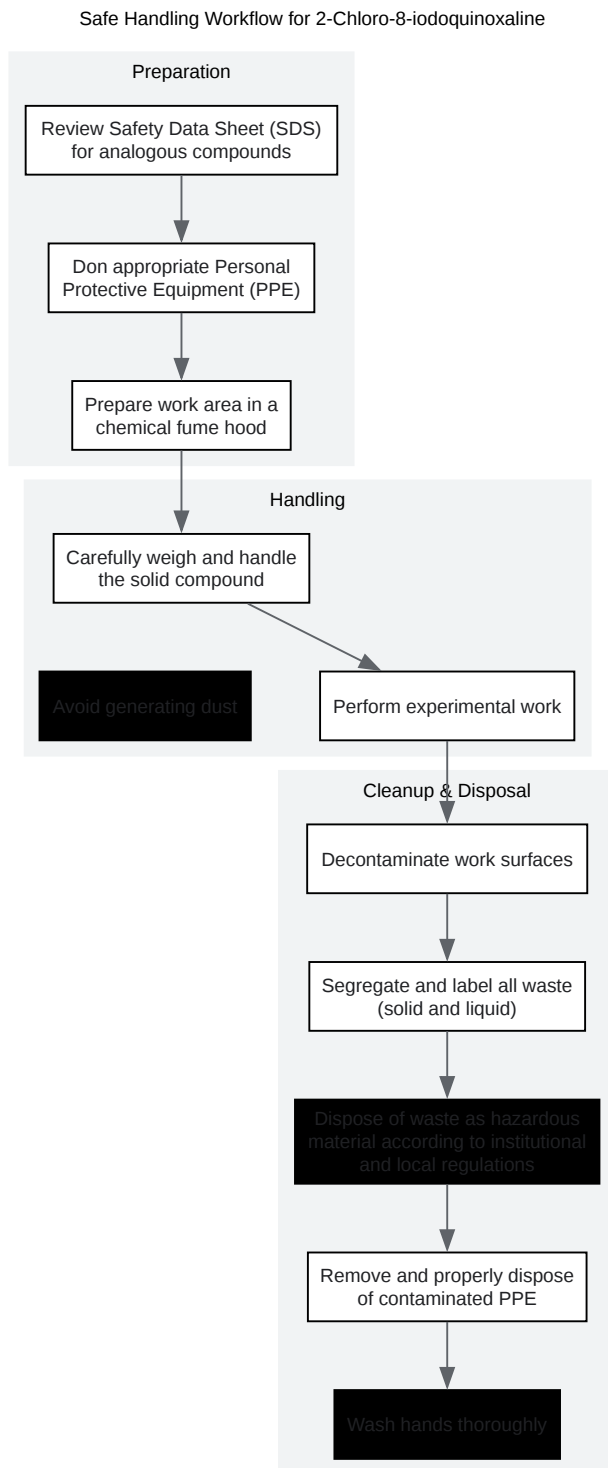 Safe Handling Workflow for 2-Chloro-8-iodoquinoxaline
Preparation
Review Safety Data Sheet (SDS)
for analogous compounds
Don appropriate Personal
Protective Equipment (PPE)
Prepare work area in a
chemical fume hood
Handling
Carefully weigh and handle
the solid compound
Avoid generating dust
Perform experimental work
Cleanup & Disposal
Decontaminate work surfaces
Segregate and label all waste
(solid and liquid)
Dispose of waste as hazardous
material according to institutional
and local regulations
Remove and properly dispose
of contaminated PPE
Wash hands thoroughly